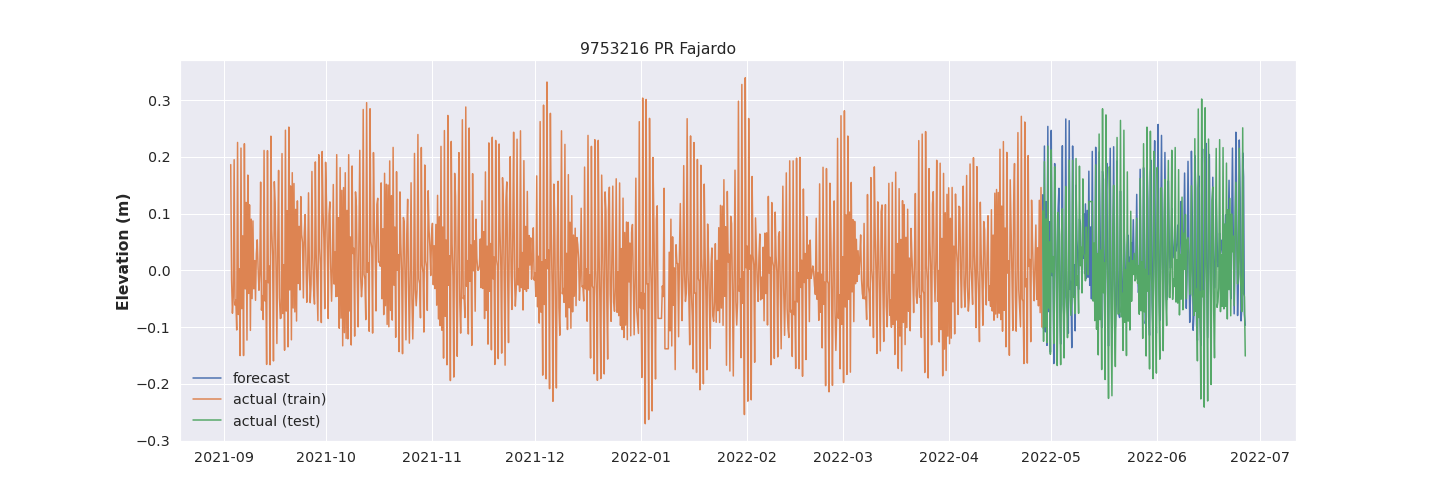 9753216 PR Fajardo
Elevation (m)
0.3
0.2
0.1
0.0
−0.1
−0.2
−0.3
forecast
actual (train)
actual (test)
2021-09 2021-10 2021-11 2021-12 2022-01 2022-02 2022-03 2022-04 2022-05 2022-06 2022-07